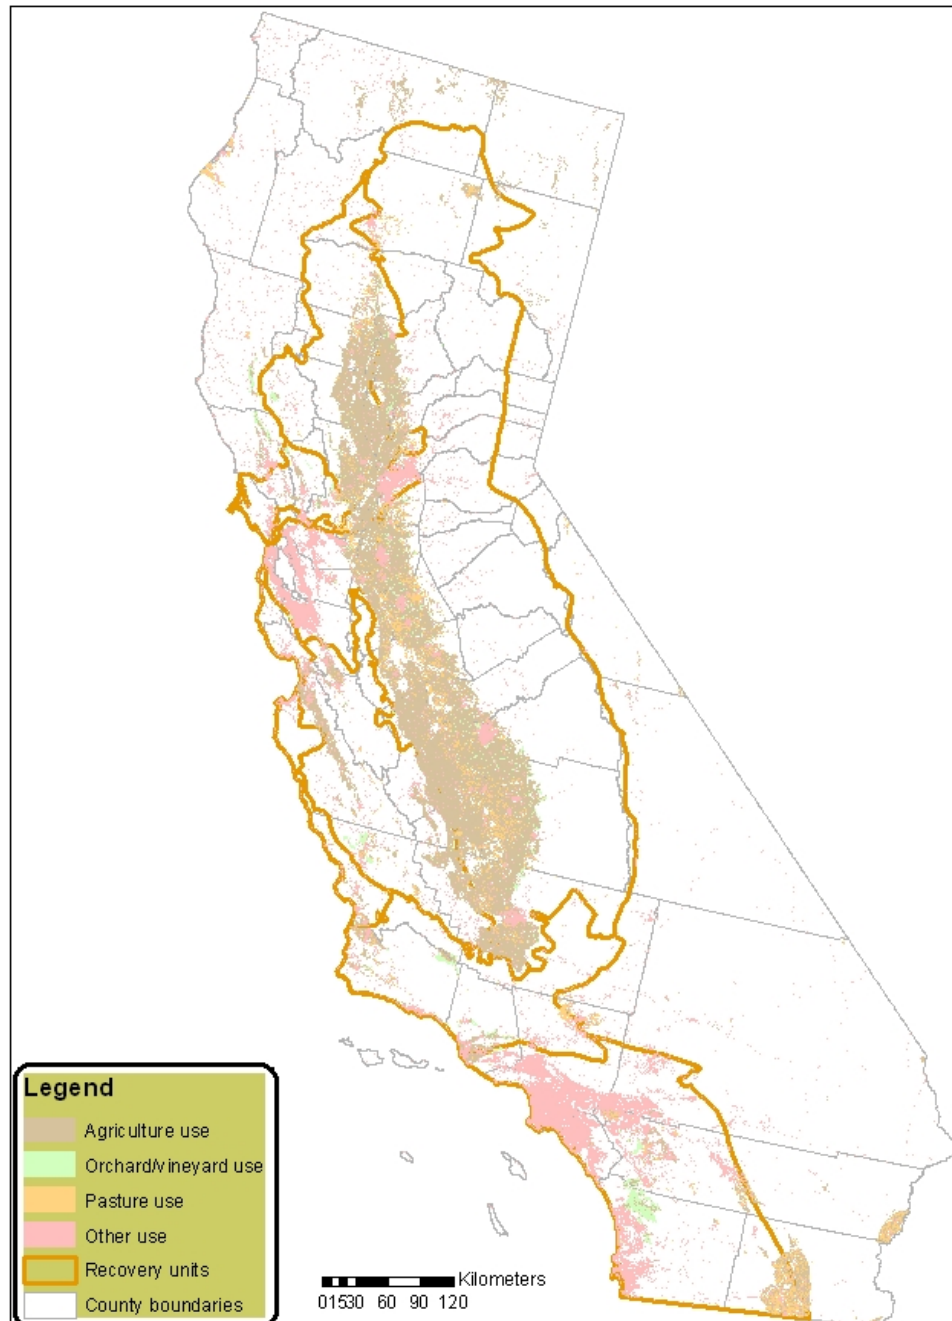 Legend
Agriculture use
Orchard/vineyard use
Pasture use
Other use
Recovery units
County boundaries
Kilometers
01530 60 90 120